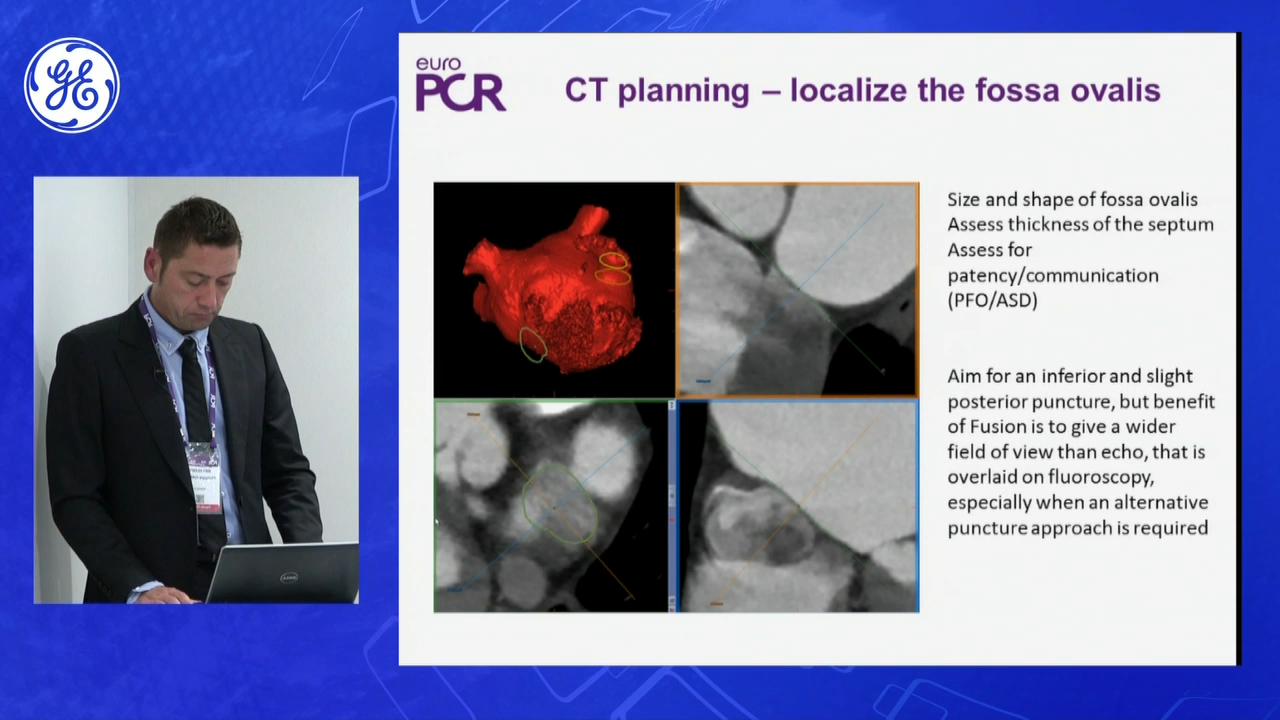 GE
euro
PCR
CT planning – localize the fossa ovalis
Size and shape of fossa ovalis
Assess thickness of the septum
Assess for
patency/communication
(PFO/ASD)
Aim for an inferior and slight
posterior puncture, but benefit
of Fusion is to give a wider
field of view than echo, that is
overlaid on fluoroscopy,
especially when an alternative
puncture approach is required
DELL